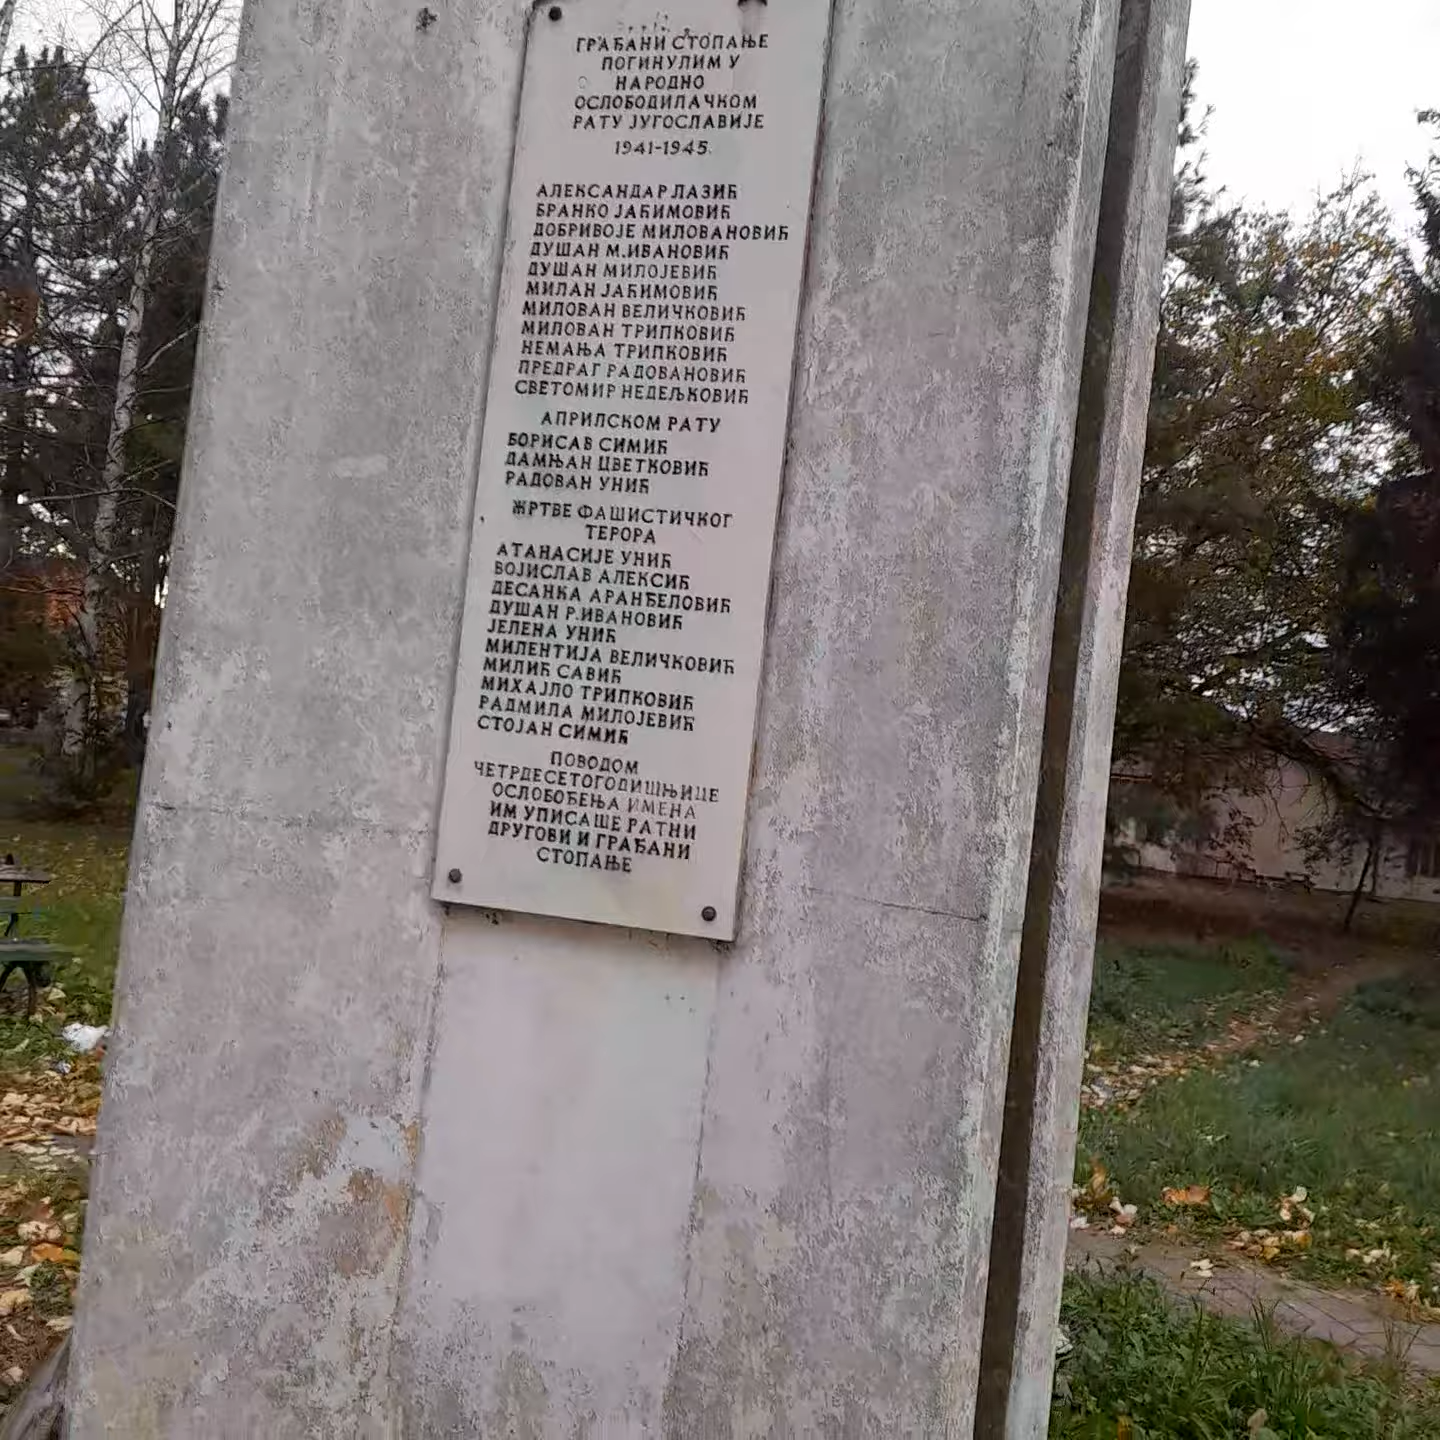 ГРАЂАНИ СТОПАЊЕ
ПОГИНУЛИМ У
НАРОДНО
ОСЛОБОДИЛАЧКОМ
РАТУ ЈУГОСЛАВИЈЕ
1941-1945.
АЛЕКСАНДАР ЛАЗИЋ
БРАНКО ЈАЋИМОВИЋ
ДОБРИВОЈЕ МИЛОВАНОВИЋ
ДУШАН М.ИВАНОВИЋ
ДУШАН МИЛОЈЕВИЋ
МИЛАН ЈАЋИМОВИЋ
МИЛОВАН ВЕЛИЧКОВИЋ
МИЛОВАН ТРИПКОВИЋ
НЕМАЊА ТРИПКОВИЋ
ПРЕДРАГ РАДОВАНОВИЋ
СВЕТОМИР НЕДЕЉКОВИЋ
АПРИЛСКОМ РАТУ
БОРИСАВ СИМИЋ
ДАМЊАН ЦВЕТКОВИЋ
РАДОВАН УНИЋ
ЖРТВЕ ФАШИСТИЧКОГ
ТЕРОРА
АТАНАСИЈЕ УНИЋ
ВОЈИСЛАВ АЛЕКСИЋ
ДЕСАНКА АРАНЂЕЛОВИЋ
ДУШАН Р.ИВАНОВИЋ
ЈЕЛЕНА УНИЋ
МИЛЕНТИЈА ВЕЛИЧКОВИЋ
МИЛИЋ САВИЋ
МИХАЈЛО ТРИПКОВИЋ
РАДМИЛА МИЛОЈЕВИЋ
СТОЈАН СИМИЋ
ПОВОДОМ
ЧЕТРДЕСЕТОГОДИШЊИЦЕ
ОСЛОБОЂЕЊА ИМЕНА
ИМ УПИСАШЕ РАТНИ
ДРУГОВИ И ГРАЂАНИ
СТОПАЊЕ